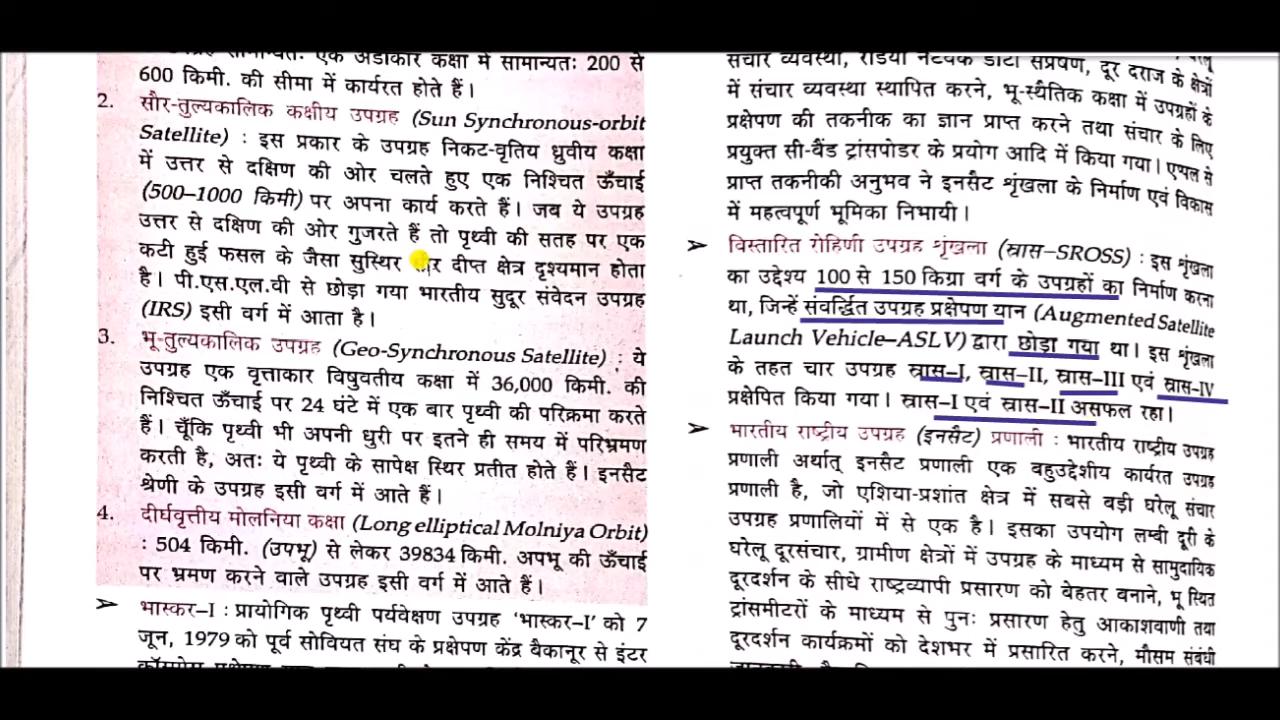 उपग्रह सामान्यतः एक अंडाकार कक्षा में सामान्यतः 200 से
600 किमी. की सीमा में कार्यरत होते हैं।
2. सौर-तुल्यकालिक कक्षीय उपग्रह (Sun Synchronous-orbit
Satellite) : इस प्रकार के उपग्रह निकट-वृतिय ध्रुवीय कक्षा
में उत्तर से दक्षिण की ओर चलते हुए एक निश्चित ऊँचाई
(500–1000 किमी) पर अपना कार्य करते हैं। जब ये उपग्रह
उत्तर से दक्षिण की ओर गुजरते हैं तो पृथ्वी की सतह पर एक
कटी हुई फसल के जैसा सुस्थिर दीप्त क्षेत्र दृश्यमान होता
है। पी.एस.एल.वी से छोड़ा गया भारतीय सुदूर संवेदन उपग्रह
(IRS) इसी वर्ग में आता है।
3. भू-तुल्यकालिक उपग्रह (Geo-Synchronous Satellite) : ये
उपग्रह एक वृत्ताकार विषुवतीय कक्षा में 36,000 किमी. की
निश्चित ऊँचाई पर 24 घंटे में एक बार पृथ्वी की परिक्रमा करते
हैं। चूँकि पृथ्वी भी अपनी धुरी पर इतने ही समय में परिभ्रमण
करती है, अतः ये पृथ्वी के सापेक्ष स्थिर प्रतीत होते हैं। इनसैट
श्रेणी के उपग्रह इसी वर्ग में आते हैं।
4. दीर्घवृत्तीय मोलनिया कक्षा (Long elliptical Molniya Orbit)
: 504 किमी. (उपभू) से लेकर 39834 किमी. अपभू की ऊँचाई
पर भ्रमण करने वाले उपग्रह इसी वर्ग में आते हैं।
➢ भास्कर–I : प्रायोगिक पृथ्वी पर्यवेक्षण उपग्रह 'भास्कर–I' को 7
जून, 1979 को पूर्व सोवियत संघ के प्रक्षेपण केंद्र वैकानूर से इंटर
संचार व्यवस्था, रेडियो नेटवर्क डाटा संप्रेषण, दूर दराज के क्षेत्रों
में संचार व्यवस्था स्थापित करने, भू-स्थैतिक कक्षा में उपग्रहों के
प्रक्षेपण की तकनीक का ज्ञान प्राप्त करने तथा संचार के लिए
प्रयुक्त सी-बैंड ट्रांसपोडर के प्रयोग आदि में किया गया। एप्पल से
प्राप्त तकनीकी अनुभव ने इनसैट शृंखला के निर्माण एवं विकास
में महत्वपूर्ण भूमिका निभायी।
➢ विस्तारित रोहिणी उपग्रह शृंखला (स्रास–SROSS) : इस शृंखला
का उद्देश्य 100 से 150 किग्रा वर्ग के उपग्रहों का निर्माण करना
था, जिन्हें संवर्द्धित उपग्रह प्रक्षेपण यान (Augmented Satellite
Launch Vehicle–ASLV) द्वारा छोड़ा गया था। इस शृंखला
के तहत चार उपग्रह स्रास–I, स्रास–II, स्रास–III एवं स्रास–IV
प्रक्षेपित किया गया। स्रास–I एवं स्रास–II असफल रहा।
➢ भारतीय राष्ट्रीय उपग्रह (इनसैट) प्रणाली : भारतीय राष्ट्रीय उपग्रह
प्रणाली अर्थात् इनसैट प्रणाली एक बहुउद्देशीय कार्यरत उपग्रह
प्रणाली है, जो एशिया-प्रशांत क्षेत्र में सबसे बड़ी घरेलू संचार
उपग्रह प्रणालियों में से एक है। इसका उपयोग लम्बी दूरी के
घरेलू दूरसंचार, ग्रामीण क्षेत्रों में उपग्रह के माध्यम से सामुदायिक
दूरदर्शन के सीधे राष्ट्रव्यापी प्रसारण को बेहतर बनाने, भू स्थित
ट्रांसमीटरों के माध्यम से पुनः प्रसारण हेतु आकाशवाणी तथा
दूरदर्शन कार्यक्रमों को देशभर में प्रसारित करने, मौसम संबंधी